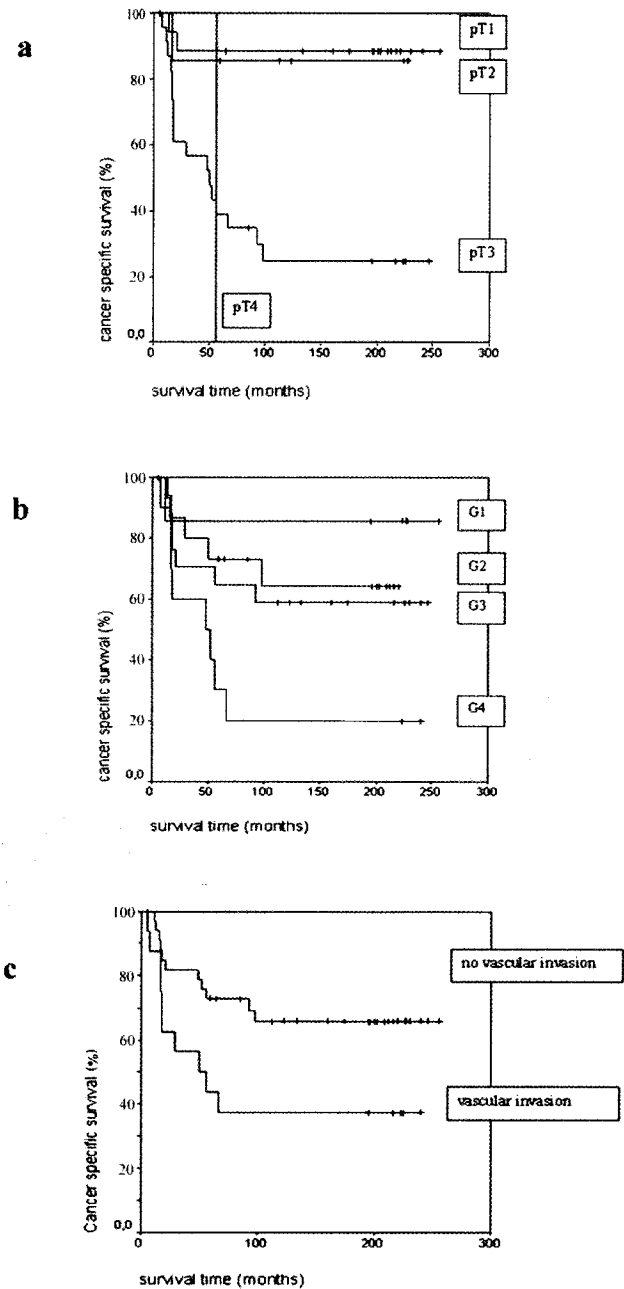 a
cancer specific survival (%)
100
80
60
40
20
0,0
0
50
100
200
250
300
survival time (months)
pT1
pT2
pT3
pT4
b
cancer specific survival (%)
100
80
60
40
20
0,0
0
50
100
150
200
250
300
survival time (months)
G1
G2
G3
G4
c
Cancer specific survival (%)
100
80
60
40
20
0,0
0
100
200
300
survival time (months)
no vascular invasion
vascular invasion